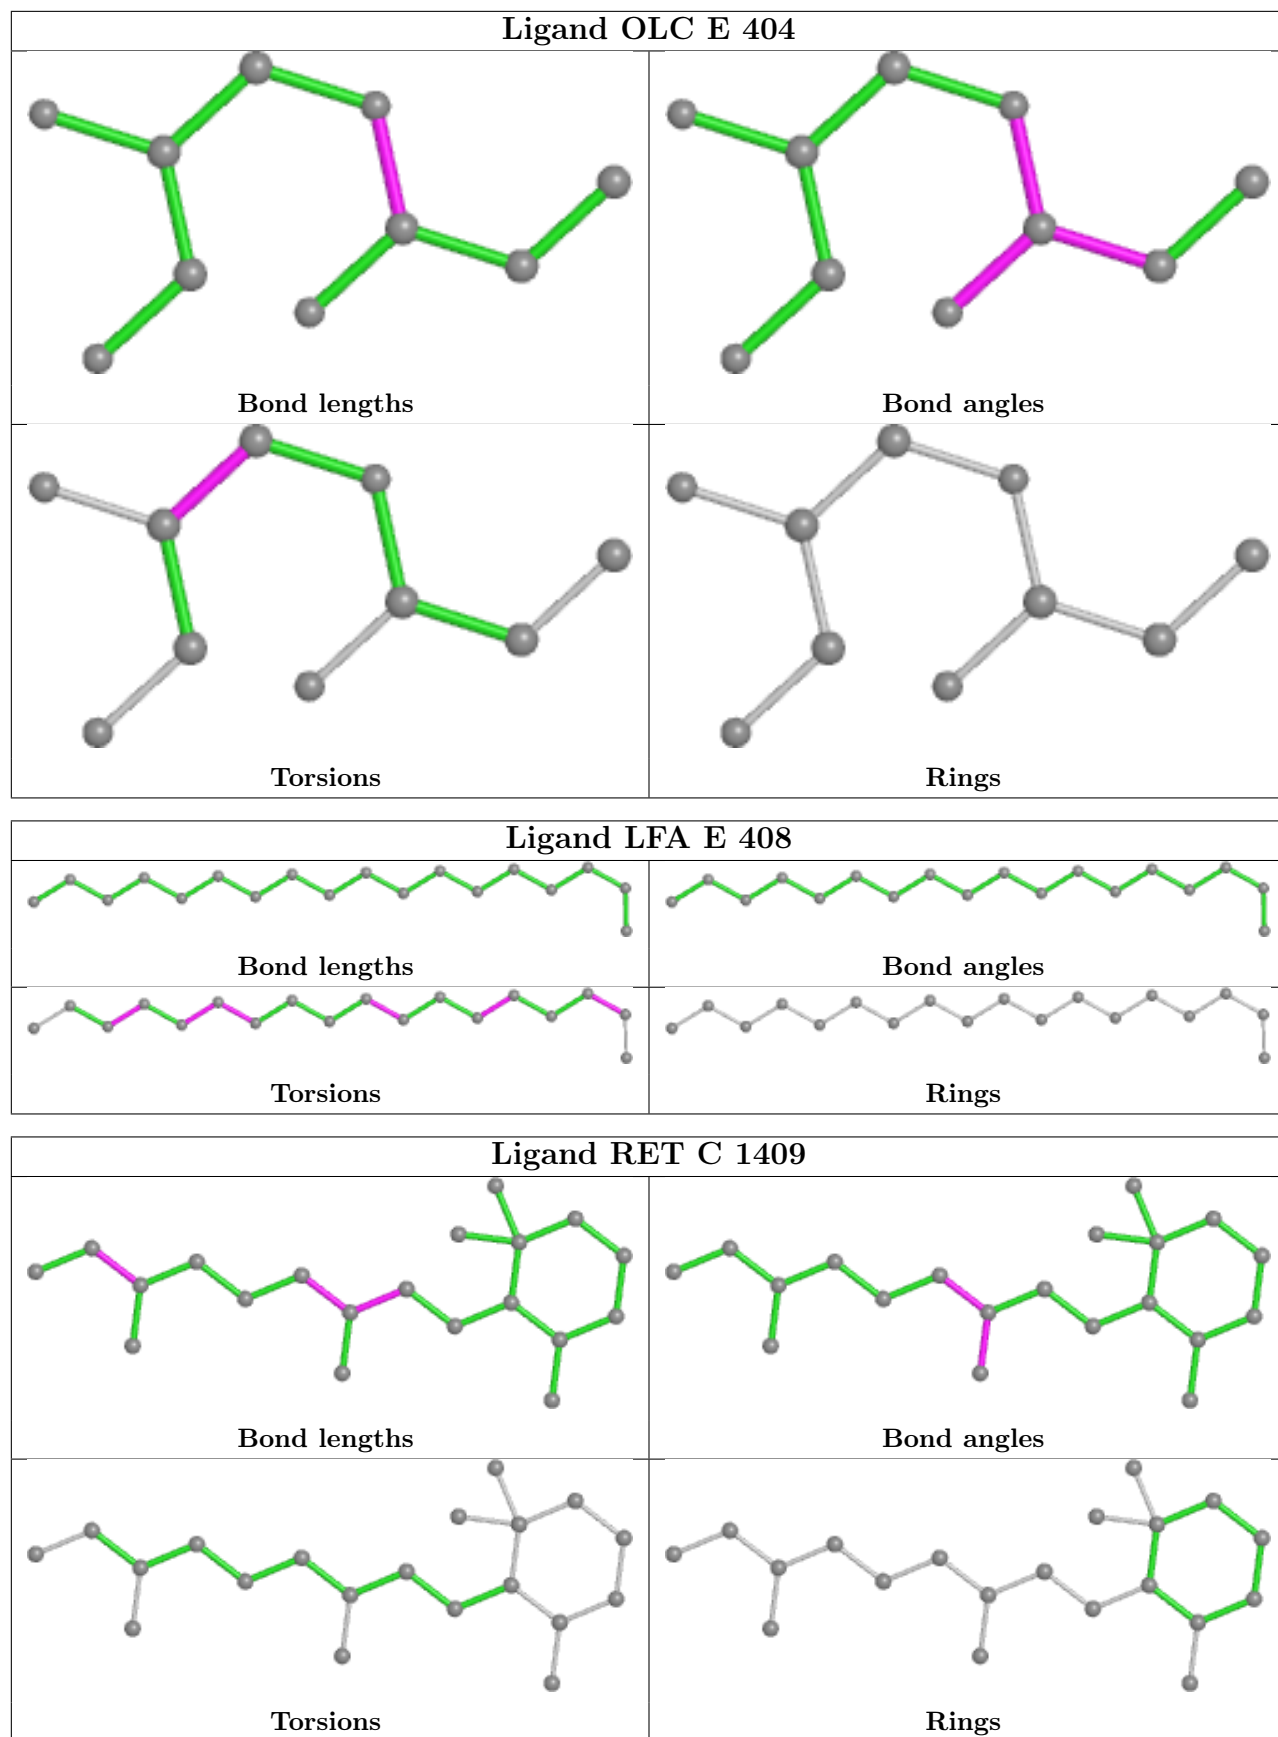 Ligand OLC E 404
Bond lengths
Bond angles
Torsions
Rings
Ligand LFA E 408
Bond lengths
Bond angles
Torsions
Rings
Ligand RET C 1409
Bond lengths
Bond angles
Torsions
Rings